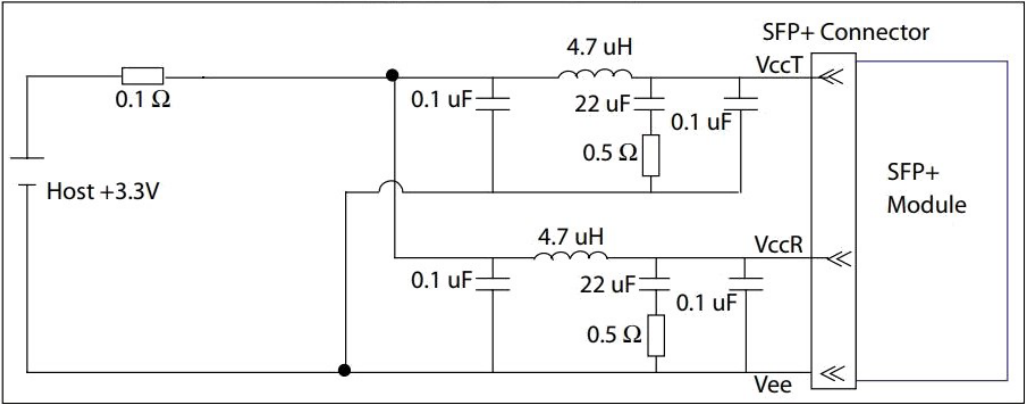 SFP+ Connector
4.7 uH
VccT
0.1 Ω
0.1 uF
22 uF
0.1 uF
0.5 Ω
Host +3.3V
SFP+
Module
4.7 uH
VccR
0.1 uF
22 uF
0.1 uF
0.5 Ω
Vee